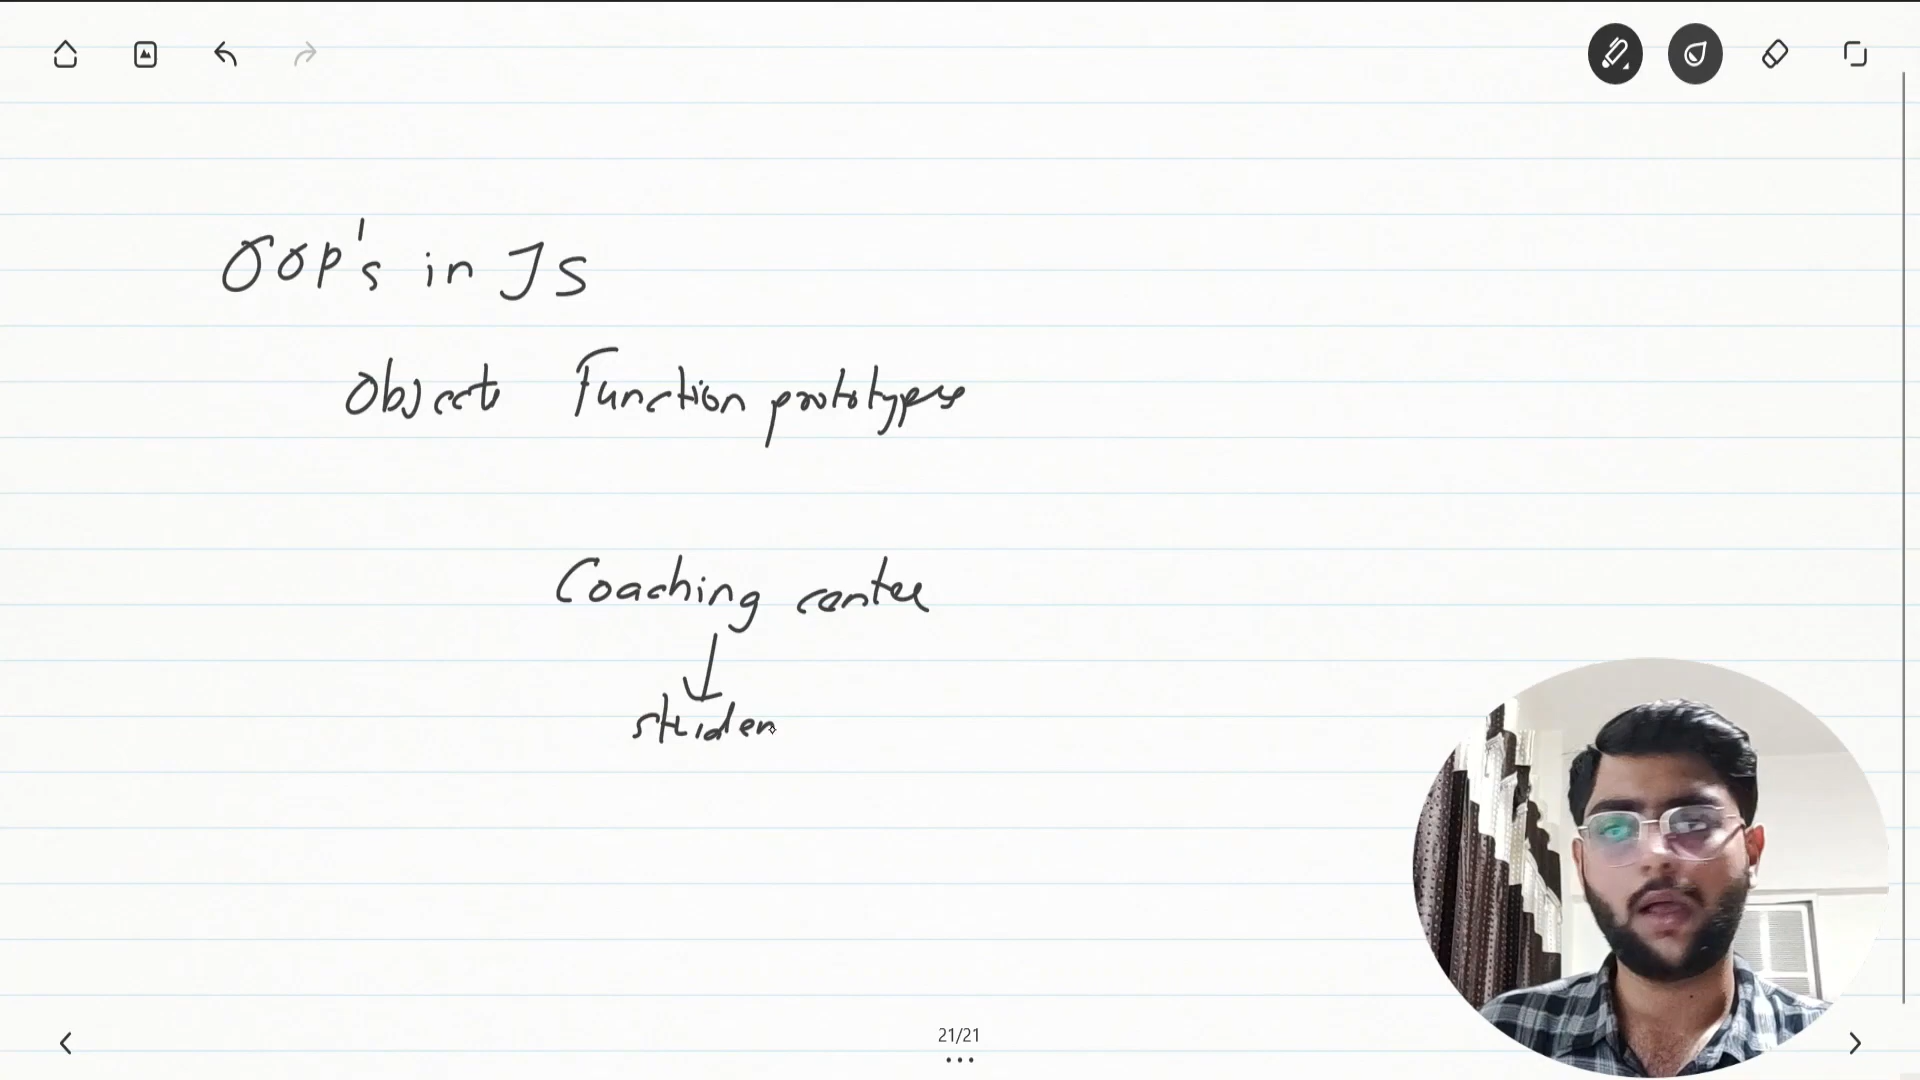 OOP's in JS
Object Function prototypes
Coaching center
studen
21/21